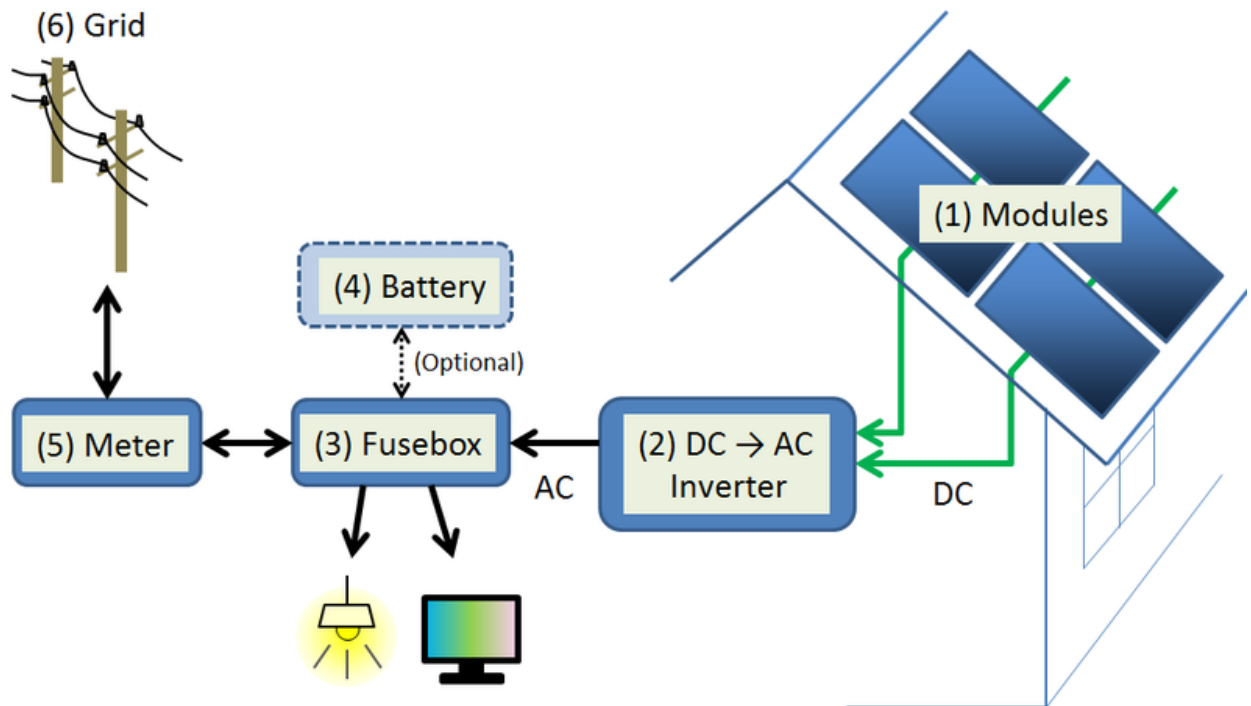 (6) Grid
(1) Modules
(4) Battery
(Optional)
(5) Meter
(3) Fusebox
(2) DC → AC
Inverter
AC
DC